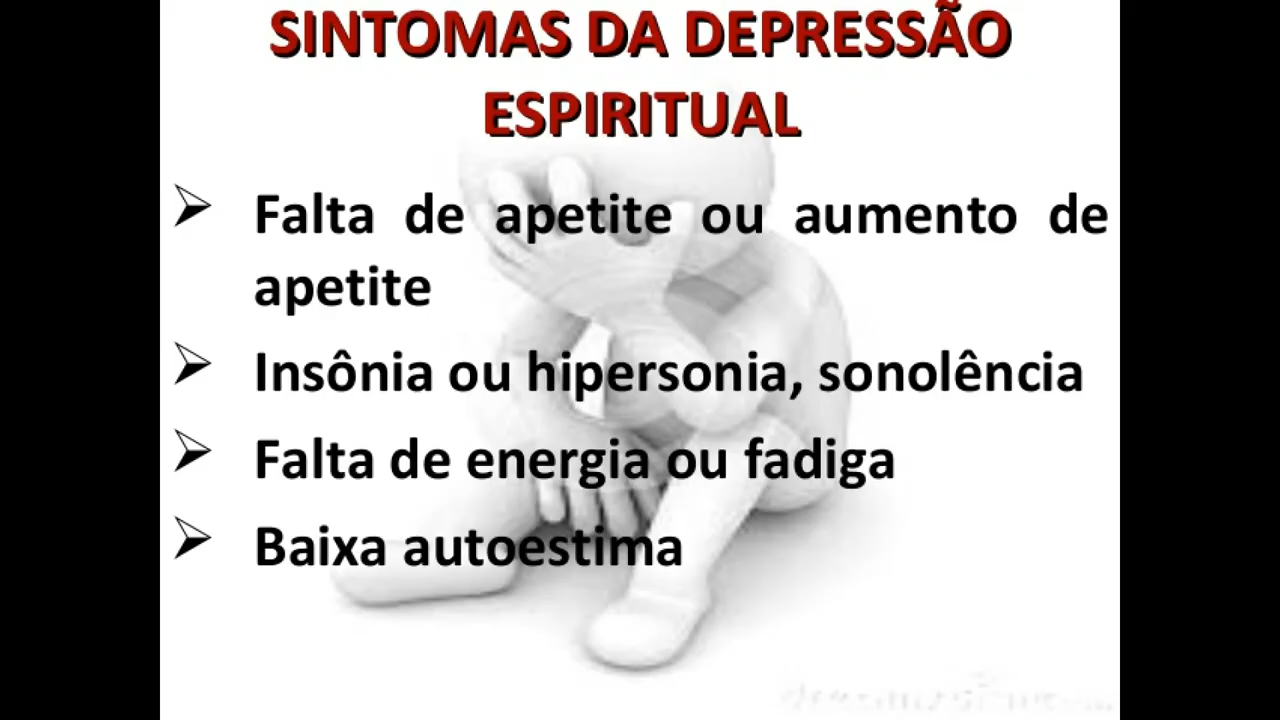 SINTOMAS DA DEPRESSÃO
ESPIRITUAL
Falta de apetite ou aumento de
apetite
Insônia ou hipersonia, sonolência
Falta de energia ou fadiga
Baixa autoestima